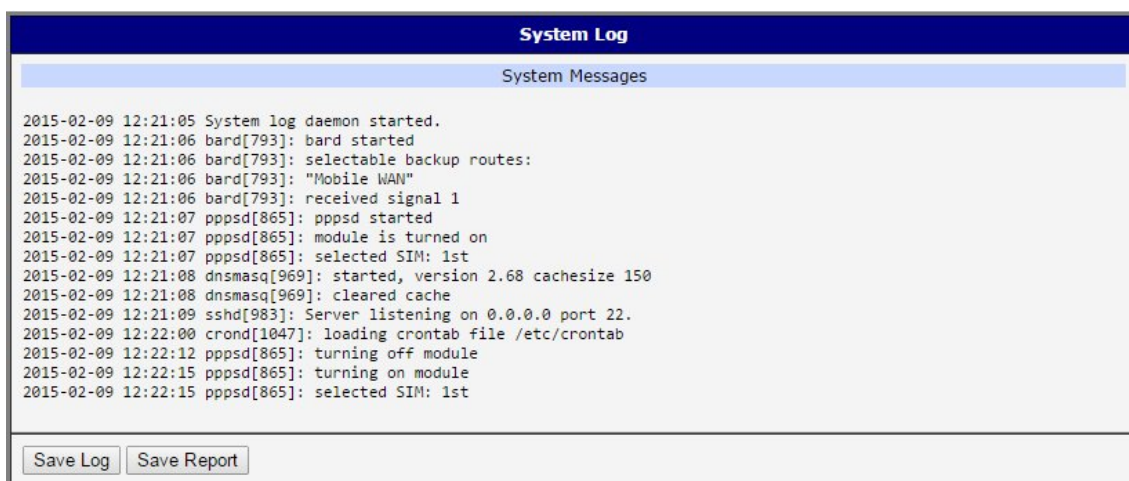 System Log
System Messages
2015-02-09 12:21:05 System log daemon started.
2015-02-09 12:21:06 bard[793]: bard started
2015-02-09 12:21:06 bard[793]: selectable backup routes:
2015-02-09 12:21:06 bard[793]: "Mobile WAN"
2015-02-09 12:21:06 bard[793]: received signal 1
2015-02-09 12:21:07 pppsd[865]: pppsd started
2015-02-09 12:21:07 pppsd[865]: module is turned on
2015-02-09 12:21:07 pppsd[865]: selected SIM: 1st
2015-02-09 12:21:08 dnsmasq[969]: started, version 2.68 cachesize 150
2015-02-09 12:21:08 dnsmasq[969]: cleared cache
2015-02-09 12:21:09 sshd[983]: Server listening on 0.0.0.0 port 22.
2015-02-09 12:22:00 crond[1047]: loading crontab file /etc/crontab
2015-02-09 12:22:12 pppsd[865]: turning off module
2015-02-09 12:22:15 pppsd[865]: turning on module
2015-02-09 12:22:15 pppsd[865]: selected SIM: 1st
Save Log Save Report